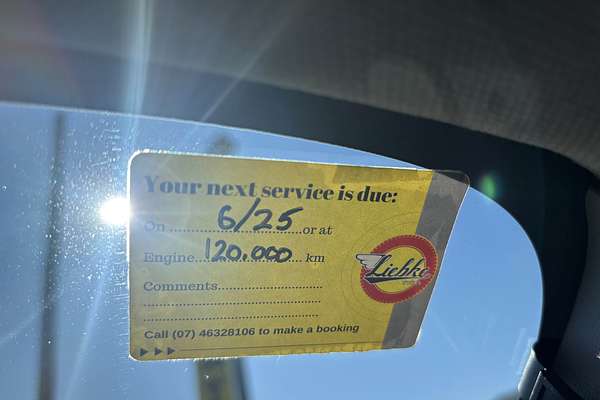 Your next service is due:
On 6/25 or at
Engine 120.000 km
Liebke
Comments
Call (07) 46328106 to make a booking